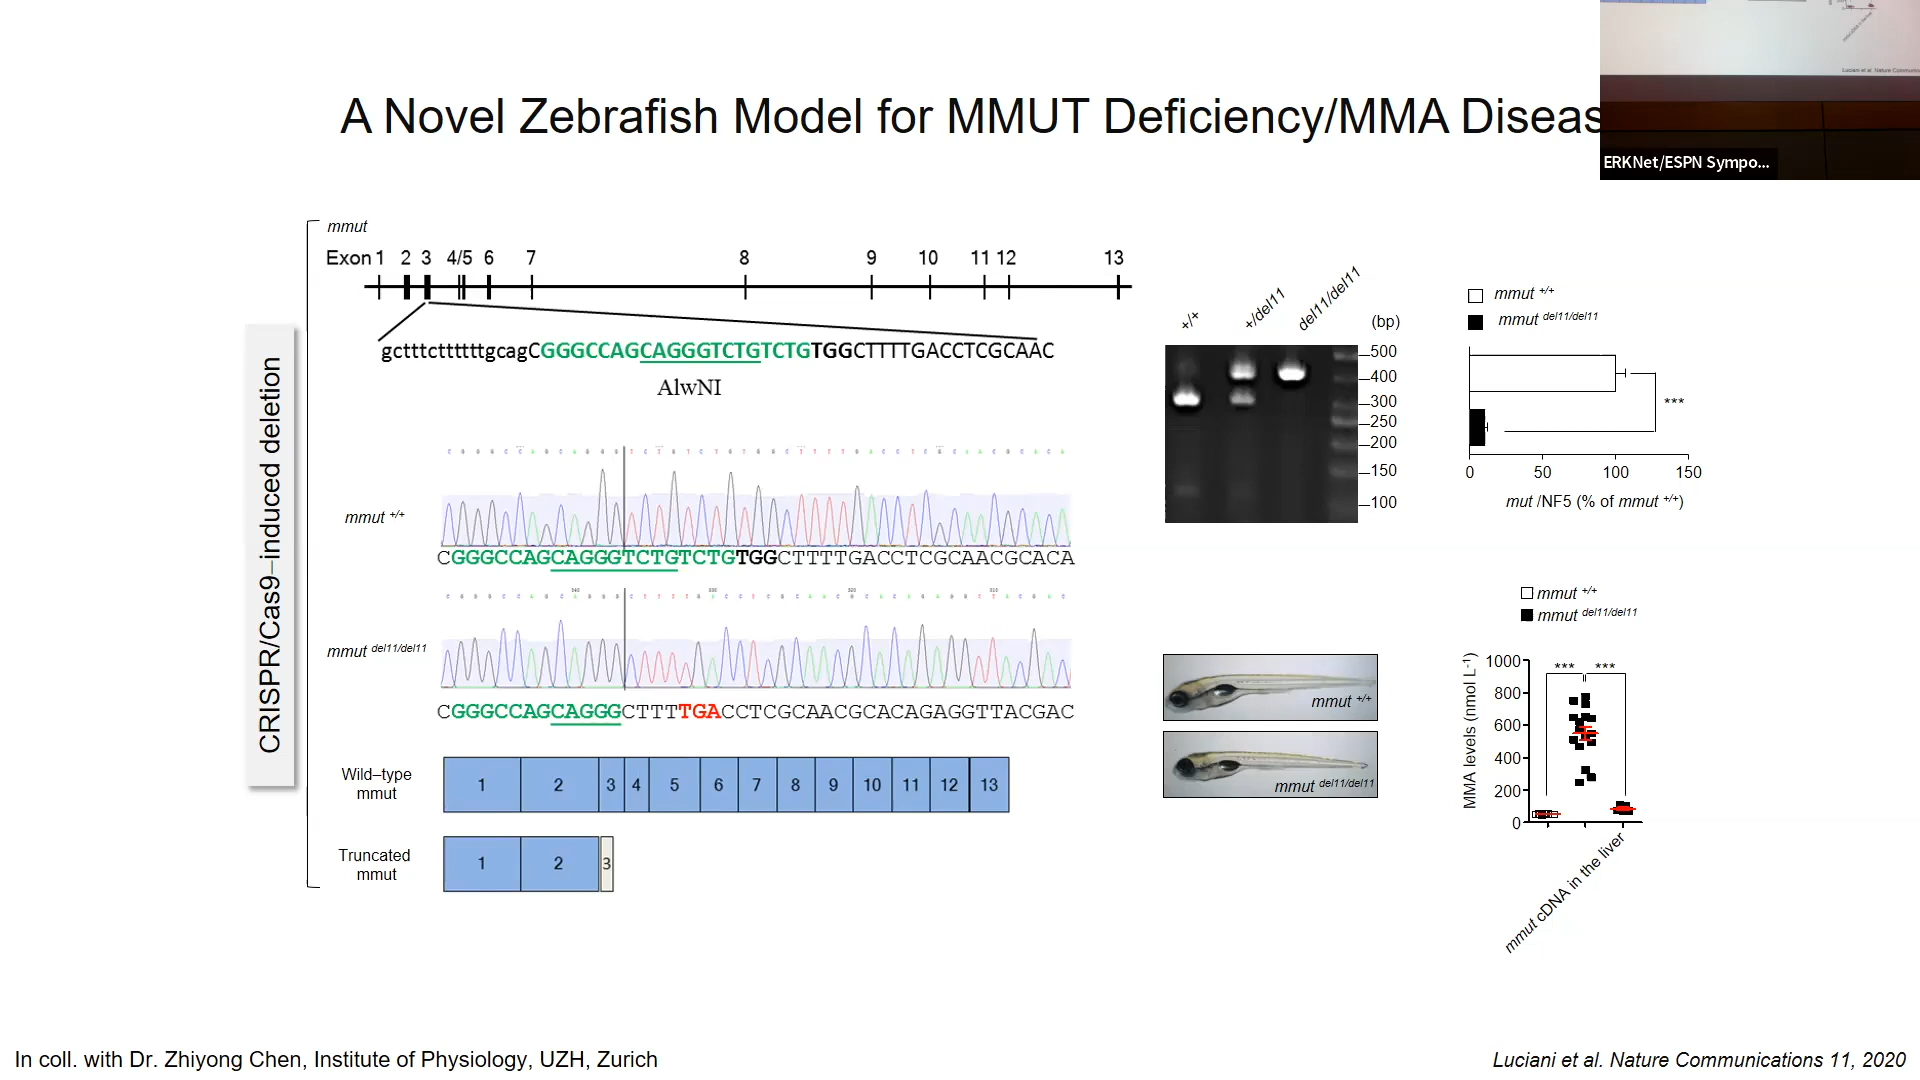 A Novel Zebrafish Model for MMUT Deficiency/MMA Diseas
ERKNet/ESPN Sympo...
CRISPR/Cas9–induced deletion
mmut
Exon 1 2 3 4/5 6 7 8 9 10 11 12 13
gctttctttttgcagCGGGCCAGCAGGGTCTGTCTGTGGCTTTTGACCTCGCAAC
AlwNI
mmut +/+
CGGGCCAGCAGGGTCTGTCTGTGGCTTTTGACCTCGCAACGCACA
mmut del11/del11
CGGGCCAGCAGGGCTTTTGACCTCGCAACGCACAGAGGTTACGAC
Wild–type
mmut
1 2 3 4 5 6 7 8 9 10 11 12 13
Truncated
mmut
1 2 3
+/+ +/del11 del11/del11 (bp)
500
400
300
250
200
150
100
mmut +/+
mmut del11/del11
***
0 50 100 150
mut /NF5 (% of mmut +/+)
mmut +/+
mmut del11/del11
mmut +/+
mmut del11/del11
MMA levels (nmol L-1)
*** ***
1000
800
600
400
200
0
mmut cDNA in the liver
In coll. with Dr. Zhiyong Chen, Institute of Physiology, UZH, Zurich
Luciani et al. Nature Communications 11, 2020